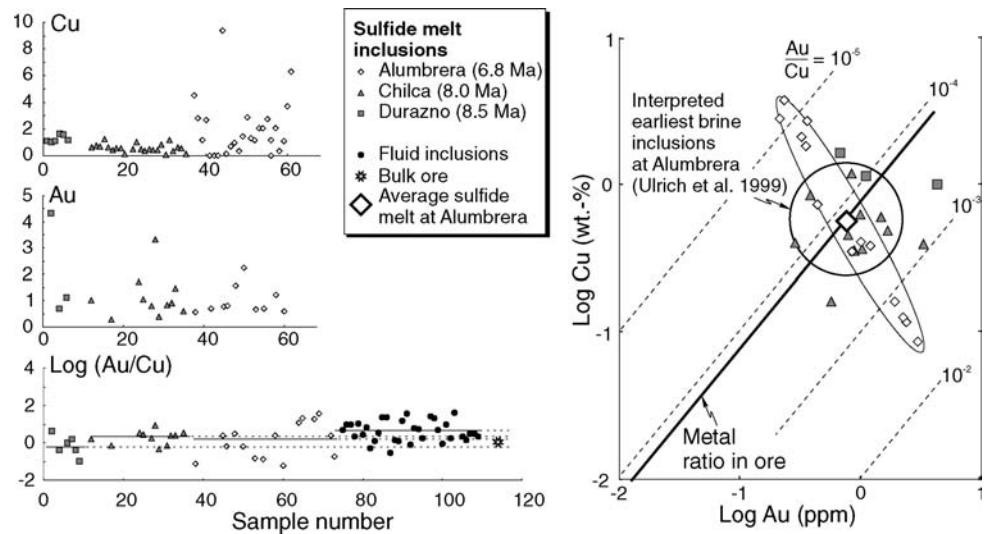 Cu
10
8
6
4
2
0
0
20
40
60
Au
5
4
3
2
1
0
0
20
40
60
Log (Au/Cu)
4
2
0
-2
0
20
40
60
80
100
120
Sample number
Sulfide melt
inclusions
Alumbrera (6.8 Ma)
Chilca (8.0 Ma)
Durazno (8.5 Ma)
Fluid inclusions
Bulk ore
Average sulfide
melt at Alumbrera
1
0
-1
-2
Log Cu (wt.-%)
Au
Cu = 10-5
10-4
10-3
10-2
Interpreted
earliest brine
inclusions
at Alumbrera
(Ulrich et al. 1999)
Metal
ratio in ore
-2
-1
0
1
Log Au (ppm)